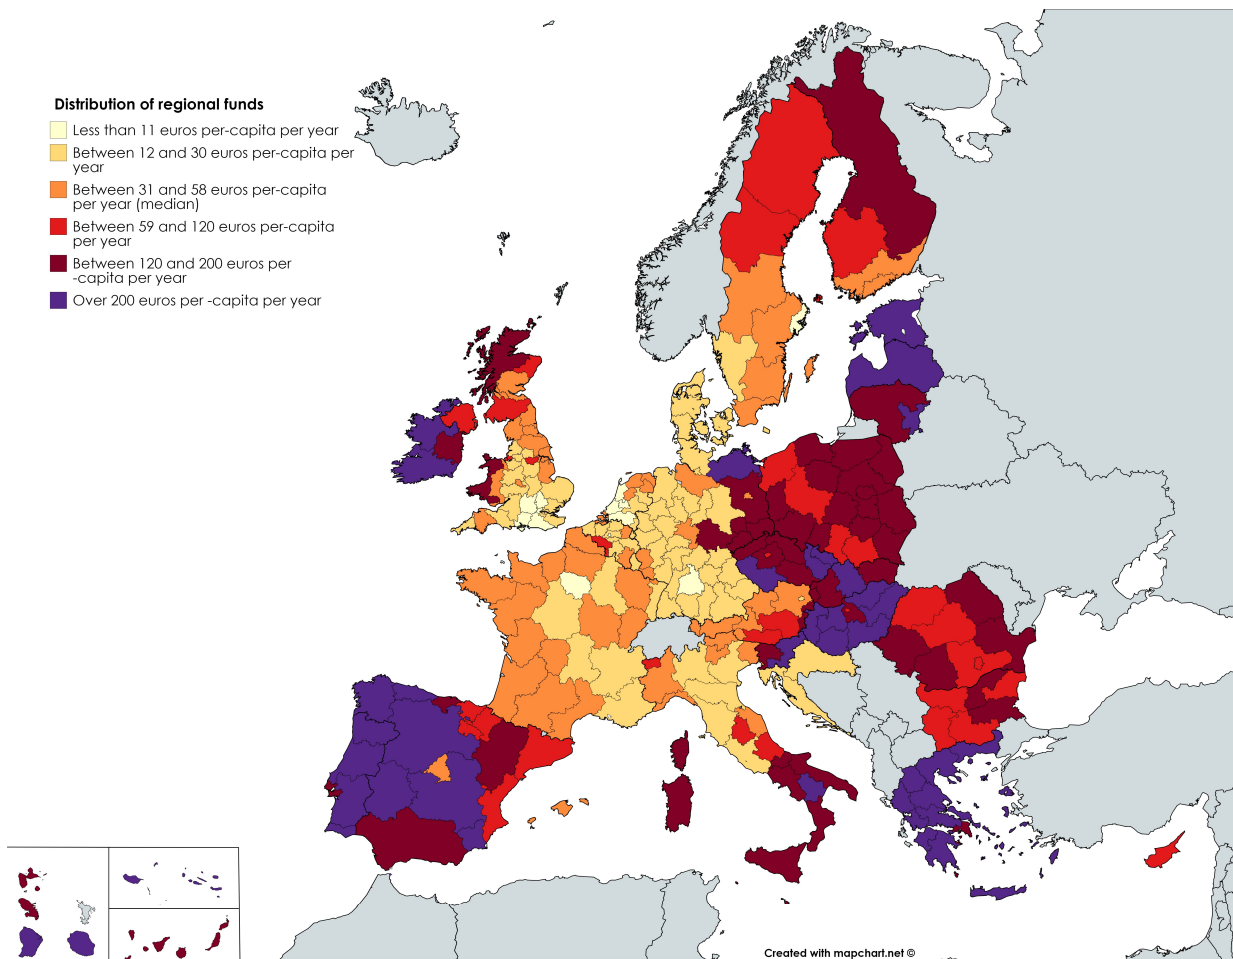 Distribution of regional funds
Less than 11 euros per-capita per year
Between 12 and 30 euros per-capita per
year
Between 31 and 58 euros per-capita
per year (median)
Between 59 and 120 euros per-capita
per year
Between 120 and 200 euros per
-capita per year
Over 200 euros per -capita per year
Created with mapchart.net ©